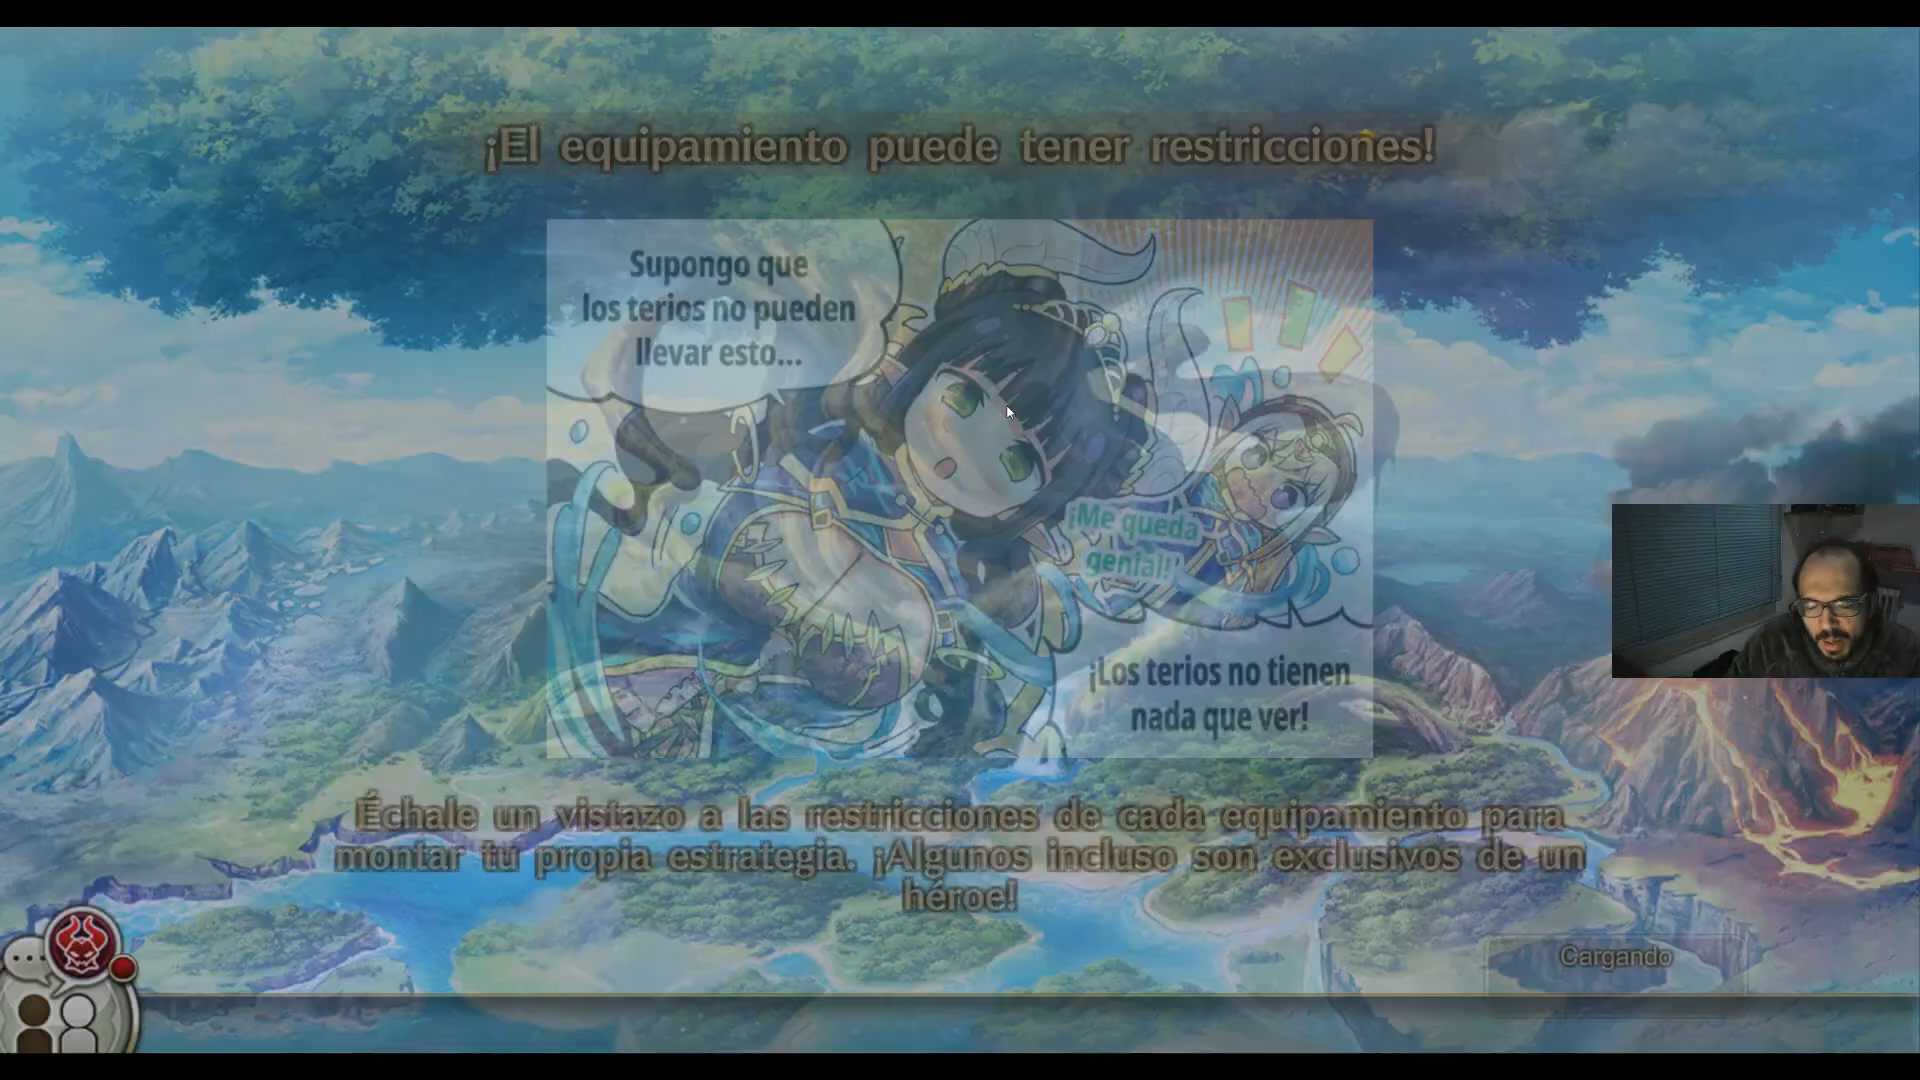 ¡El equipamiento puede tener restricciones!
Supongo que
los terios no pueden
llevar esto...
¡Me queda
genial!
¡Los terios no tienen
nada que ver!
Échale un vistazo a las restricciones de cada equipamiento para
montar tu propia estrategia. ¡Algunos incluso son exclusivos de un
héroe!
Cargando